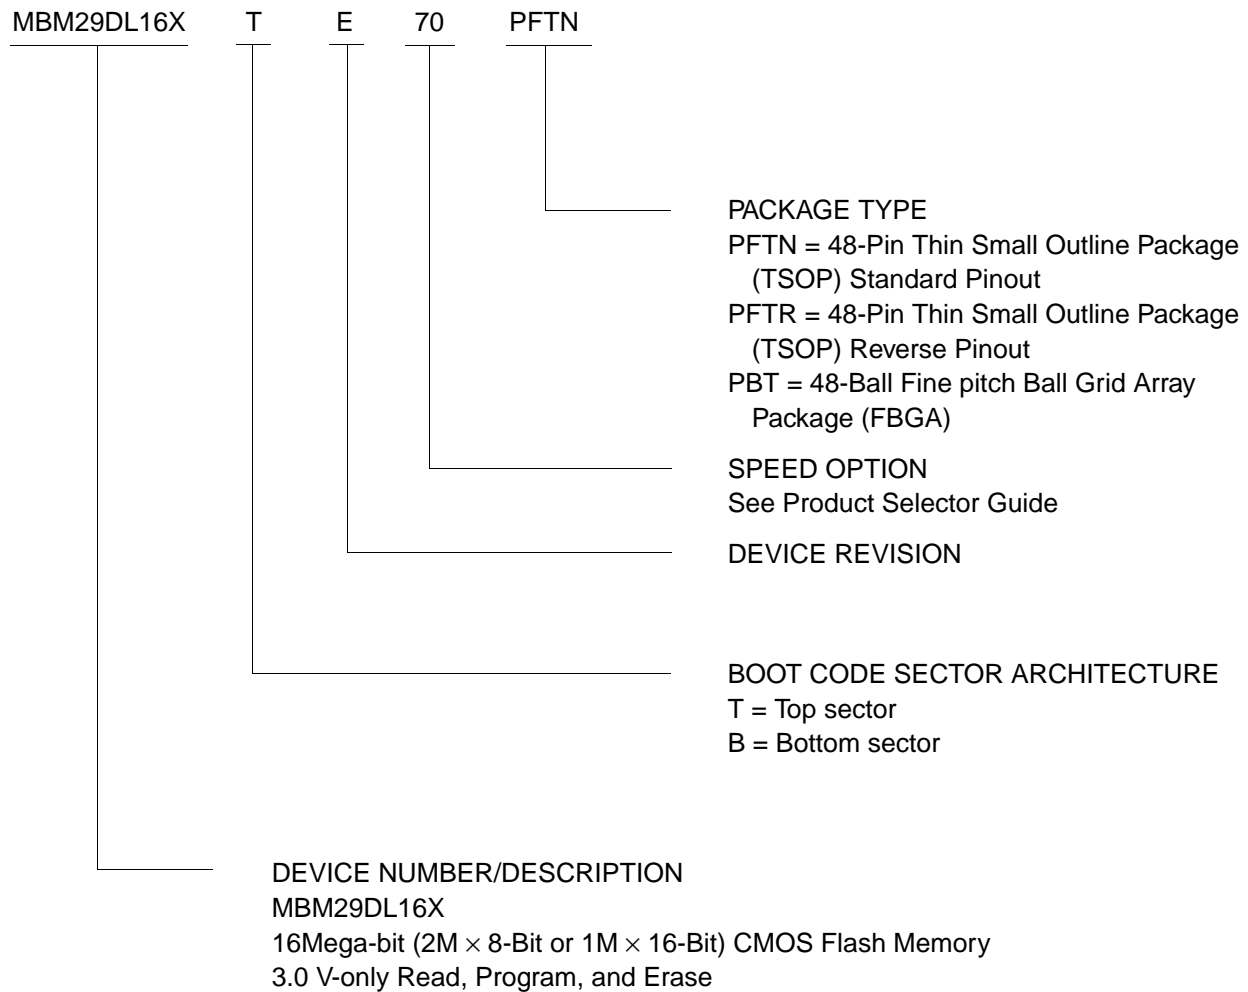 MBM29DL16X T E 70 PFTN
PACKAGE TYPE
PFTN = 48-Pin Thin Small Outline Package
(TSOP) Standard Pinout
PFTR = 48-Pin Thin Small Outline Package
(TSOP) Reverse Pinout
PBT = 48-Ball Fine pitch Ball Grid Array
Package (FBGA)
SPEED OPTION
See Product Selector Guide
DEVICE REVISION
BOOT CODE SECTOR ARCHITECTURE
T = Top sector
B = Bottom sector
DEVICE NUMBER/DESCRIPTION
MBM29DL16X
16Mega-bit (2M × 8-Bit or 1M × 16-Bit) CMOS Flash Memory
3.0 V-only Read, Program, and Erase